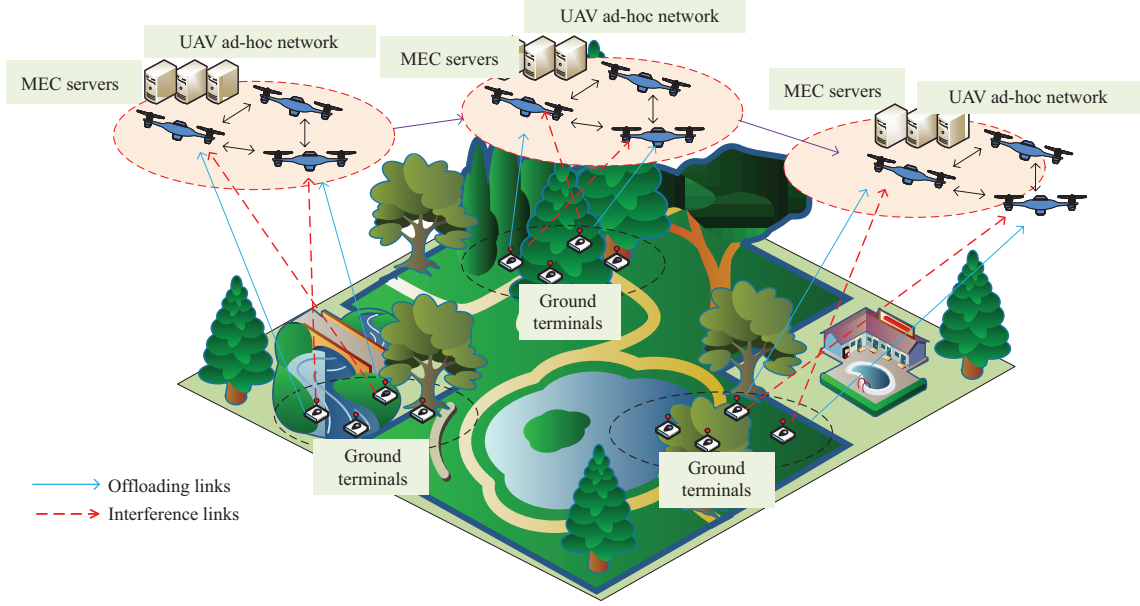 UAV ad-hoc network
MEC servers
UAV ad-hoc network
MEC servers
MEC servers
UAV ad-hoc network
Ground
terminals
Ground
terminals
Ground
terminals
Offloading links
Interference links